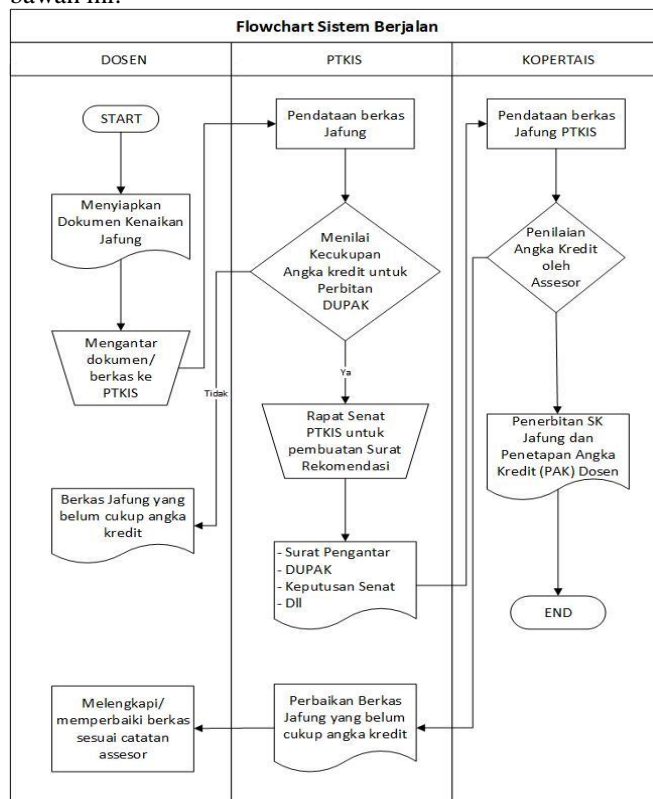 bawah ini:
Flowchart Sistem Berjalan
DOSEN
PTKIS
KOPERTAIS
START
Menyiapkan
Dokumen Kenaikan
Jafung
Mengantar
dokumen/
berkas ke
PTKIS
Tidak
Berkas Jafung yang
belum cukup angka
kredit
Melengkapi/
memperbaiki berkas
sesuai catatan
assesor
Pendataan berkas
Jafung
Menilai
Kecukupan
Angka kredit untuk
Perbitan
DUPAK
Ya
Rapat Senat
PTKIS untuk
pembuatan Surat
Rekomendasi
- Surat Pengantar
- DUPAK
- Keputusan Senat
- Dll
Perbaikan Berkas
Jafung yang belum
cukup angka kredit
Pendataan berkas
Jafung PTKIS
Penilaian
Angka Kredit
oleh
Assesor
Penerbitan SK
Jafung dan
Penetapan Angka
Kredit (PAK) Dosen
END